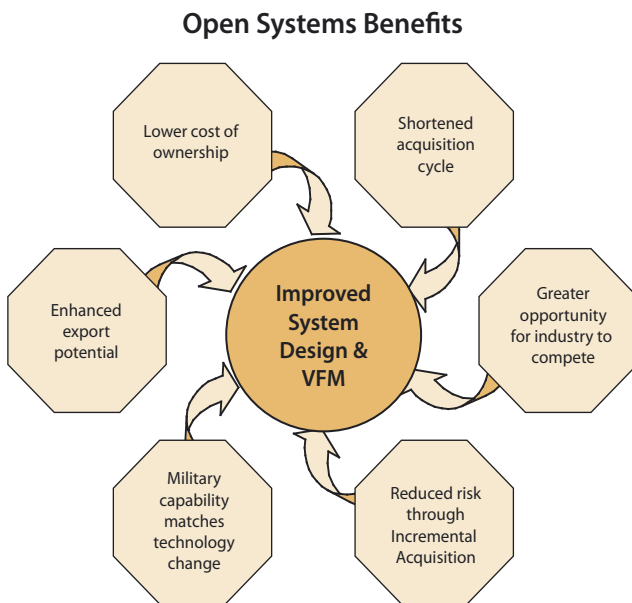 Open Systems Benefits
Lower cost of
ownership
Shortened
acquisition
cycle
Enhanced
export
potential
Improved
System
Design &
VFM
Greater
opportunity
for industry to
compete
Military
capability
matches
technology
change
Reduced risk
through
Incremental
Acquisition